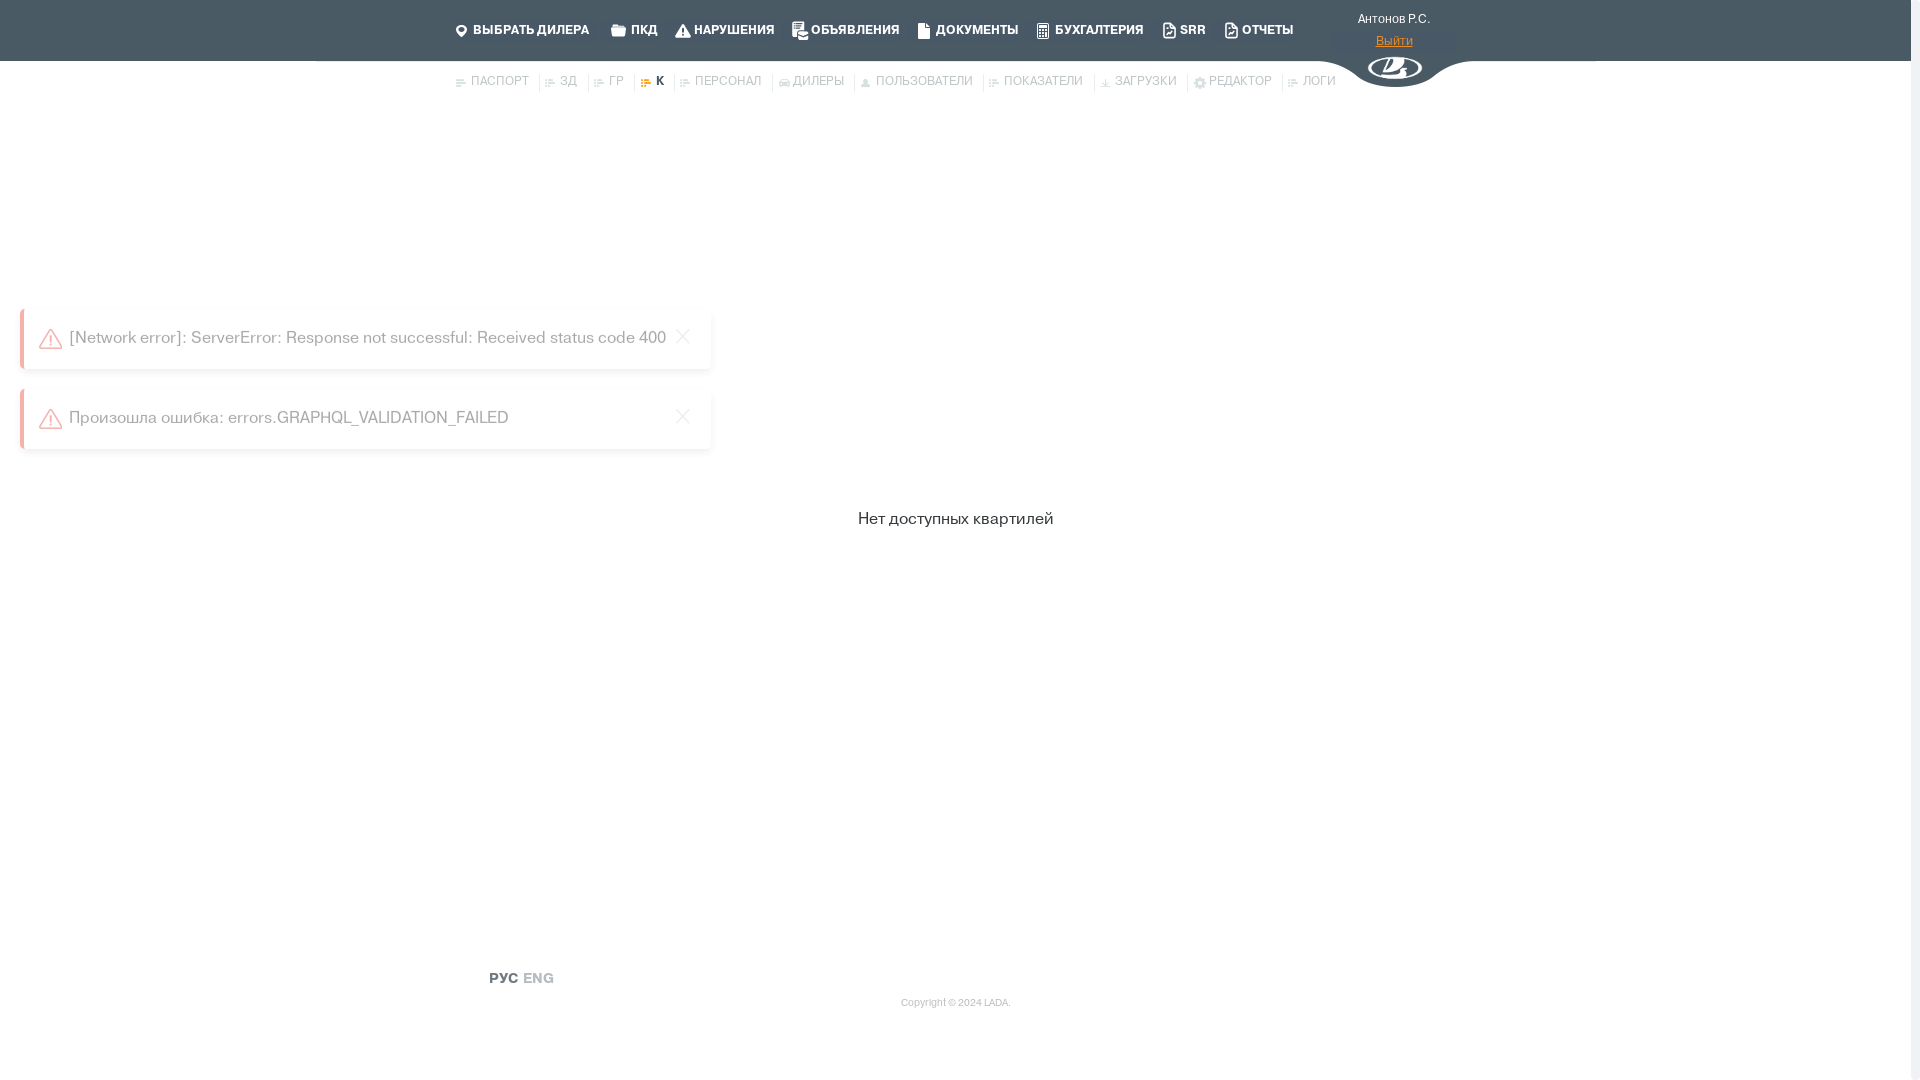 ВЫБРАТЬ ДИЛЕРА ПКД НАРУШЕНИЯ ОБЪЯВЛЕНИЯ ДОКУМЕНТЫ БУХГАЛТЕРИЯ SRR ОТЧЕТЫ
Антонов Р.С.
Выйти
ПАСПОРТ ЗД ГР К ПЕРСОНАЛ ДИЛЕРЫ ПОЛЬЗОВАТЕЛИ ПОКАЗАТЕЛИ ЗАГРУЗКИ РЕДАКТОР ЛОГИ
[Network error]: ServerError: Response not successful: Received status code 400
Произошла ошибка: errors.GRAPHQL_VALIDATION_FAILED
Нет доступных квартилей
РУС ENG
Copyright © 2024 LADA.